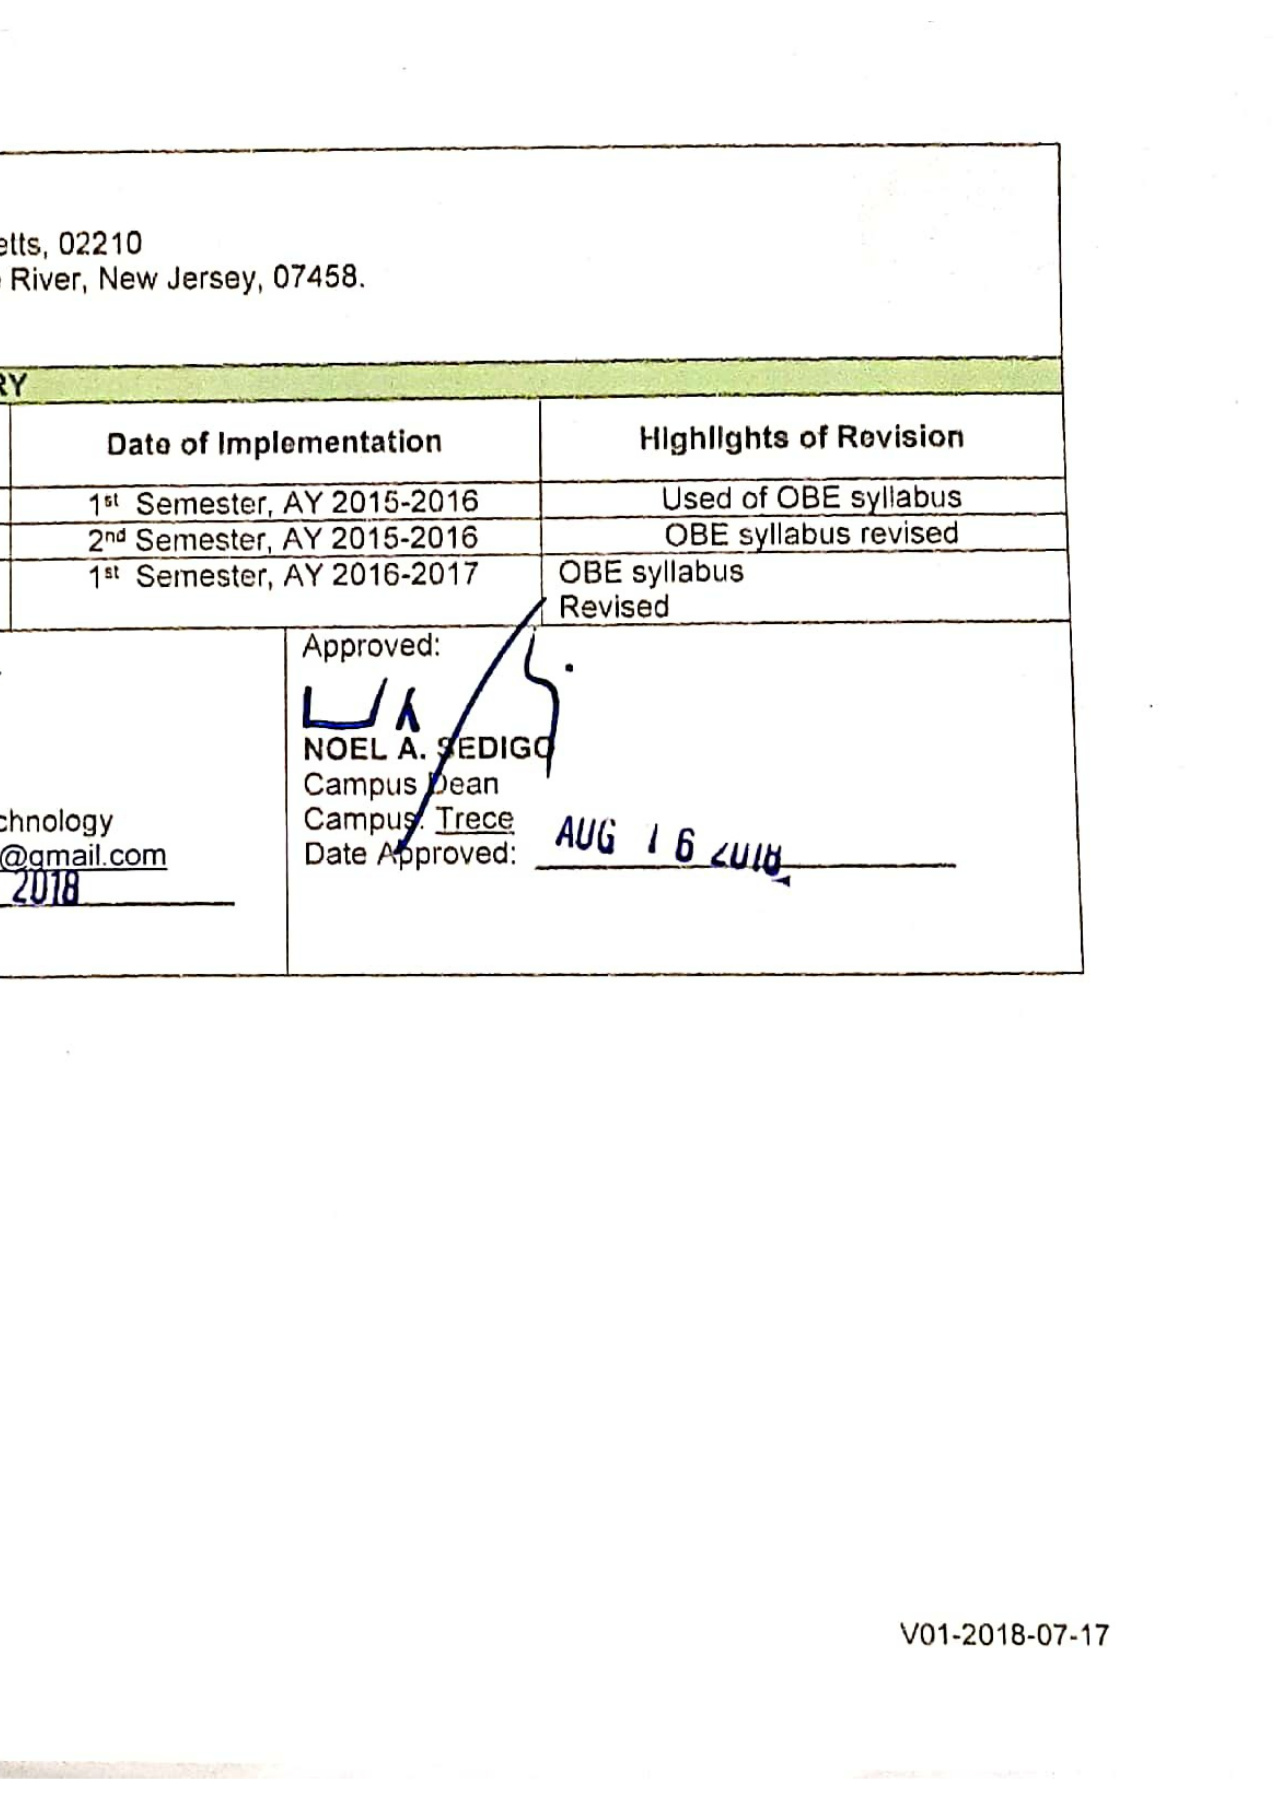 etts, 02210
River, New Jersey, 07458.
RY
Date of Implementation
Highlights of Revision
1st Semester, AY 2015-2016
Used of OBE syllabus
2nd Semester, AY 2015-2016
OBE syllabus revised
1st Semester, AY 2016-2017
OBE syllabus
Revised
Approved:
NOEL A. SEDIGO
Campus Dean
chnology
Campus: Trece
@gmail.com
Date Approved: AUG 16 2018
2018
V01-2018-07-17